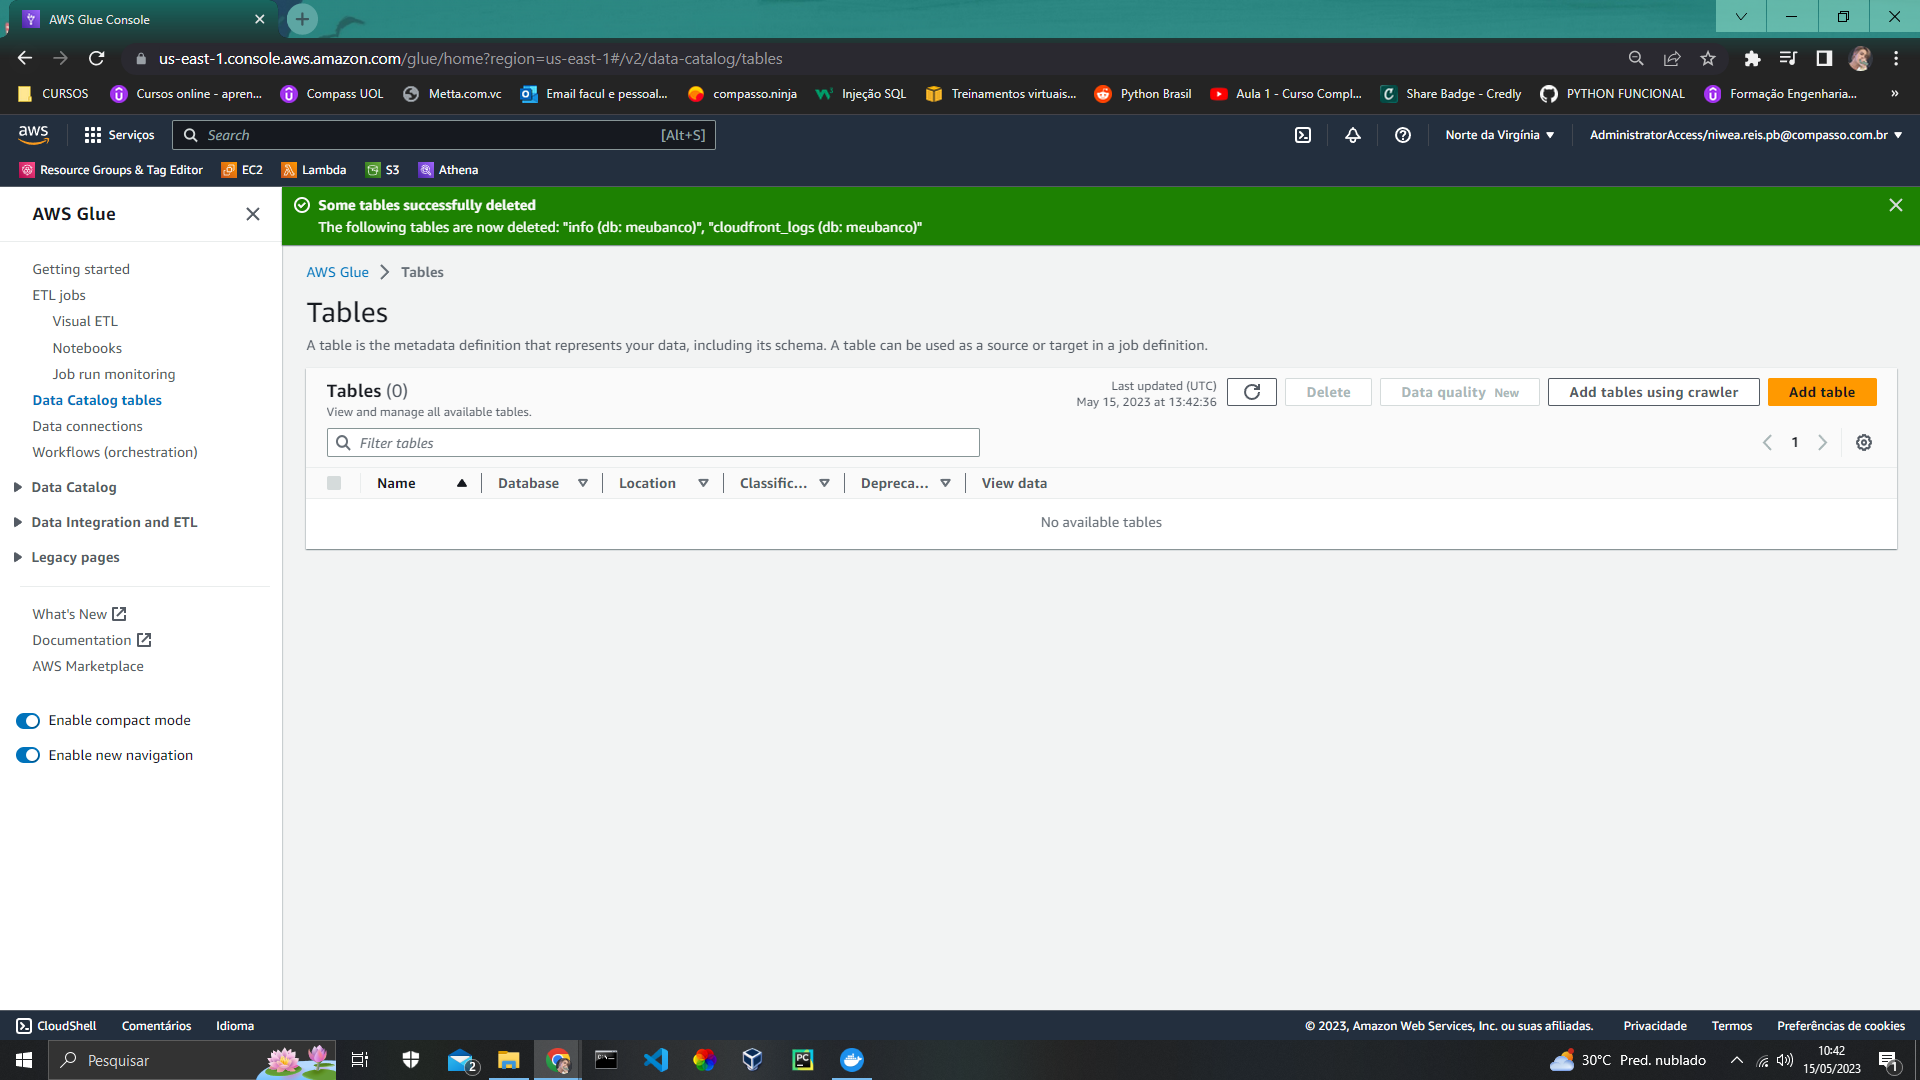 AWS Glue Console
us-east-1.console.aws.amazon.com/glue/home?region=us-east-1#/v2/data-catalog/tables
CURSOS Cursos online - apren... Compass UOL Metta.com.vc Email facul e pessoal... compasso.ninja Injeção SQL Treinamentos virtuais... Python Brasil Aula 1 - Curso Compl... Share Badge - Credly PYTHON FUNCIONAL Formação Engenharia... »
aws Serviços Search [Alt+S] Norte da Virgínia AdministratorAccess/niwea.reis.pb@compasso.com.br
Resource Groups & Tag Editor EC2 Lambda S3 Athena
AWS Glue
Getting started
ETL jobs
Visual ETL
Notebooks
Job run monitoring
Data Catalog tables
Data connections
Workflows (orchestration)
Data Catalog
Data Integration and ETL
Legacy pages
What's New
Documentation
AWS Marketplace
Enable compact mode
Enable new navigation
Some tables successfully deleted
The following tables are now deleted: "info (db: meubanco)", "cloudfront_logs (db: meubanco)"
AWS Glue Tables
Tables
A table is the metadata definition that represents your data, including its schema. A table can be used as a source or target in a job definition.
Tables (0)
View and manage all available tables.
Last updated (UTC)
May 15, 2023 at 13:42:36
Delete Data quality New Add tables using crawler Add table
Filter tables
1
Name Database Location Classific... Depreca... View data
No available tables
CloudShell Comentários Idioma © 2023, Amazon Web Services, Inc. ou suas afiliadas. Privacidade Termos Preferências de cookies
Pesquisar 2 PC 30°C Pred. nublado 10:42
15/05/2023 1